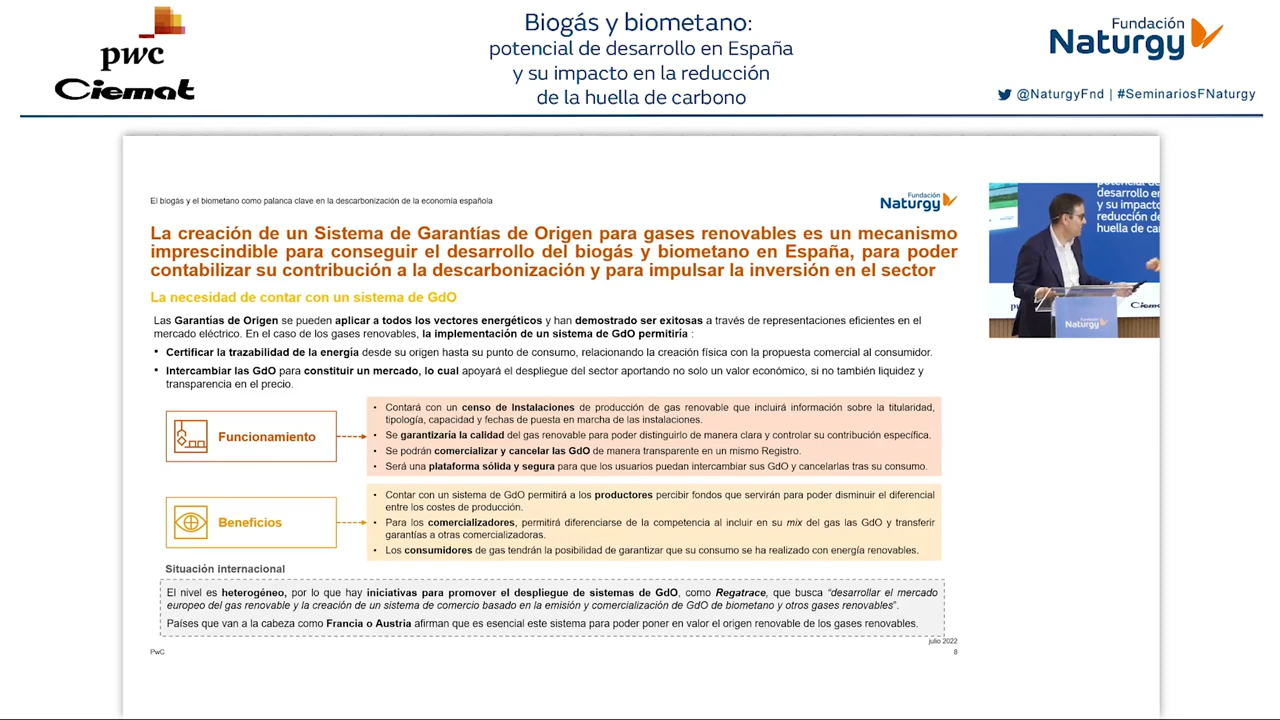 pwc
Ciemat
Biogás y biometano:
potencial de desarrollo en España
y su impacto en la reducción
de la huella de carbono
Fundación
Naturgy
@NaturgyFnd | #SeminariosFNaturgy
El biogás y el biometano como palanca clave en la descarbonización de la economía española
Fundación
Naturgy
La creación de un Sistema de Garantías de Origen para gases renovables es un mecanismo
imprescindible para conseguir el desarrollo del biogás y biometano en España, para poder
contabilizar su contribución a la descarbonización y para impulsar la inversión en el sector
La necesidad de contar con un sistema de GdO
Las Garantías de Origen se pueden aplicar a todos los vectores energéticos y han demostrado ser exitosas a través de representaciones eficientes en el
mercado eléctrico. En el caso de los gases renovables, la implementación de un sistema de GdO permitiría :
• Certificar la trazabilidad de la energía desde su origen hasta su punto de consumo, relacionando la creación física con la propuesta comercial al consumidor.
• Intercambiar las GdO para constituir un mercado, lo cual apoyará el despliegue del sector aportando no solo un valor económico, si no también liquidez y
transparencia en el precio.
Funcionamiento
• Contará con un censo de Instalaciones de producción de gas renovable que incluirá información sobre la titularidad,
tipología, capacidad y fechas de puesta en marcha de las instalaciones.
• Se garantizaría la calidad del gas renovable para poder distinguirlo de manera clara y controlar su contribución específica.
• Se podrán comercializar y cancelar las GdO de manera transparente en un mismo Registro.
• Será una plataforma sólida y segura para que los usuarios puedan intercambiar sus GdO y cancelarlas tras su consumo.
Beneficios
• Contar con un sistema de GdO permitirá a los productores percibir fondos que servirán para poder disminuir el diferencial
entre los costes de producción.
• Para los comercializadores, permitirá diferenciarse de la competencia al incluir en su mix del gas las GdO y transferir
garantías a otras comercializadoras.
• Los consumidores de gas tendrán la posibilidad de garantizar que su consumo se ha realizado con energía renovables.
Situación internacional
El nivel es heterogéneo, por lo que hay iniciativas para promover el despliegue de sistemas de GdO, como Regatrace, que busca “desarrollar el mercado
europeo del gas renovable y la creación de un sistema de comercio basado en la emisión y comercialización de GdO de biometano y otros gases renovables”.
Países que van a la cabeza como Francia o Austria afirman que es esencial este sistema para poder poner en valor el origen renovable de los gases renovables.
julio 2022
PwC
8
potencial de
desarrollo en
y su impacto
reducción de
huella de car
Fundación
Naturgy
Ciemat